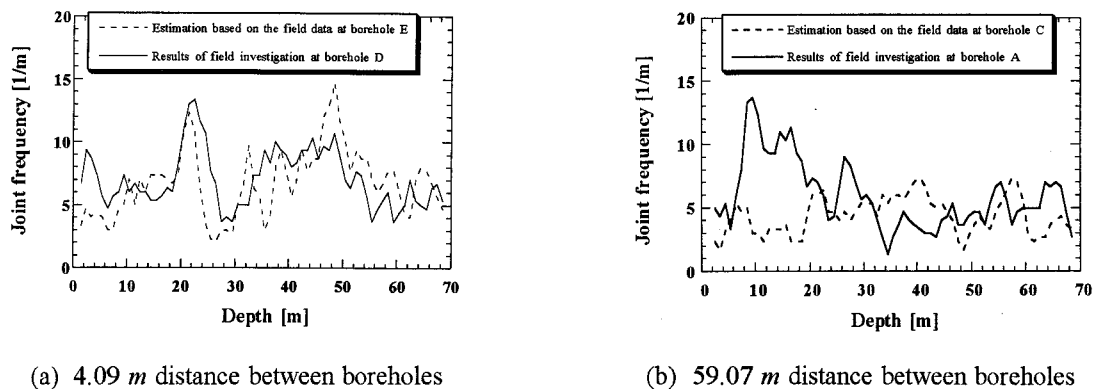 20
15
10
5
0
Joint frequency [1/m]
Estimation based on the field data at borehole E
Results of field investigation at borehole D
0 10 20 30 40 50 60 70
Depth [m]
(a) 4.09 m distance between boreholes
20
15
10
5
0
Joint frequency [1/m]
Estimation based on the field data at borehole C
Results of field investigation at borehole A
0 10 20 30 40 50 60 70
Depth [m]
(b) 59.07 m distance between boreholes